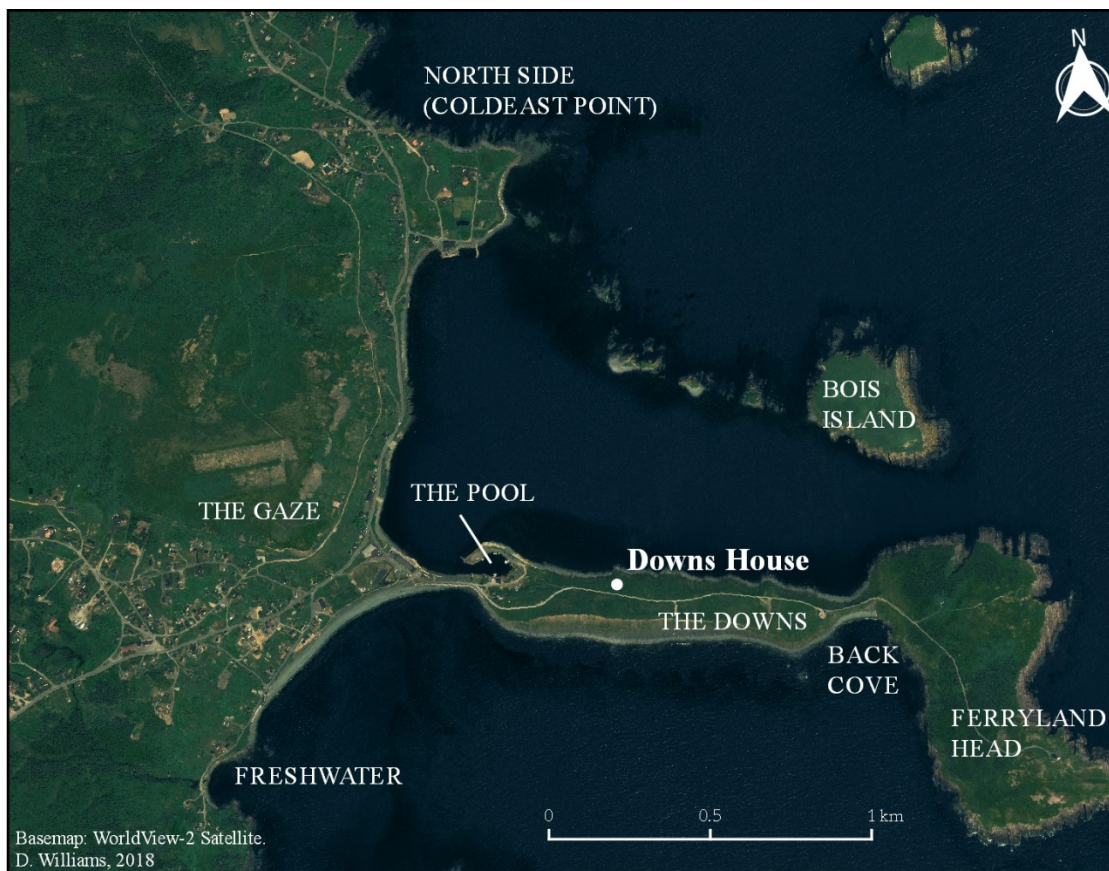 NORTH SIDE
(COLDEAST POINT)
N
BOIS
ISLAND
THE POOL
THE GAZE
Downs House
THE DOWNS
BACK
COVE
FERRYLAND
HEAD
FRESHWATER
0 0.5 1 km
Basemap: WorldView-2 Satellite.
D. Williams, 2018